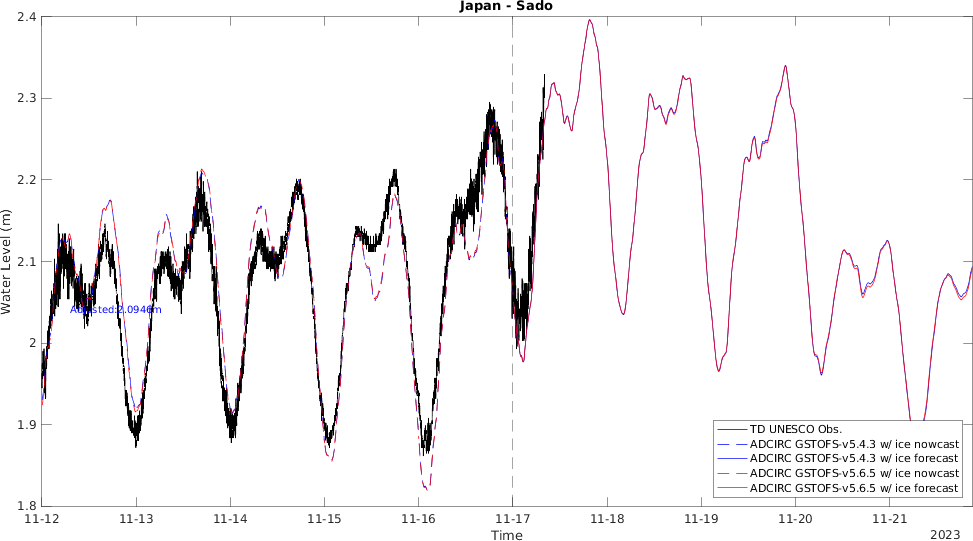 Japan - Sado
2.4
2.3
2.2
2.1
2
1.9
1.8
Water Level (m)
Adjusted:2.0946m
TD UNESCO Obs.
ADCIRC GSTOFS-v5.4.3 w/ ice nowcast
ADCIRC GSTOFS-v5.4.3 w/ ice forecast
ADCIRC GSTOFS-v5.6.5 w/ ice nowcast
ADCIRC GSTOFS-v5.6.5 w/ ice forecast
11-12 11-13 11-14 11-15 11-16 11-17 11-18 11-19 11-20 11-21
Time
2023